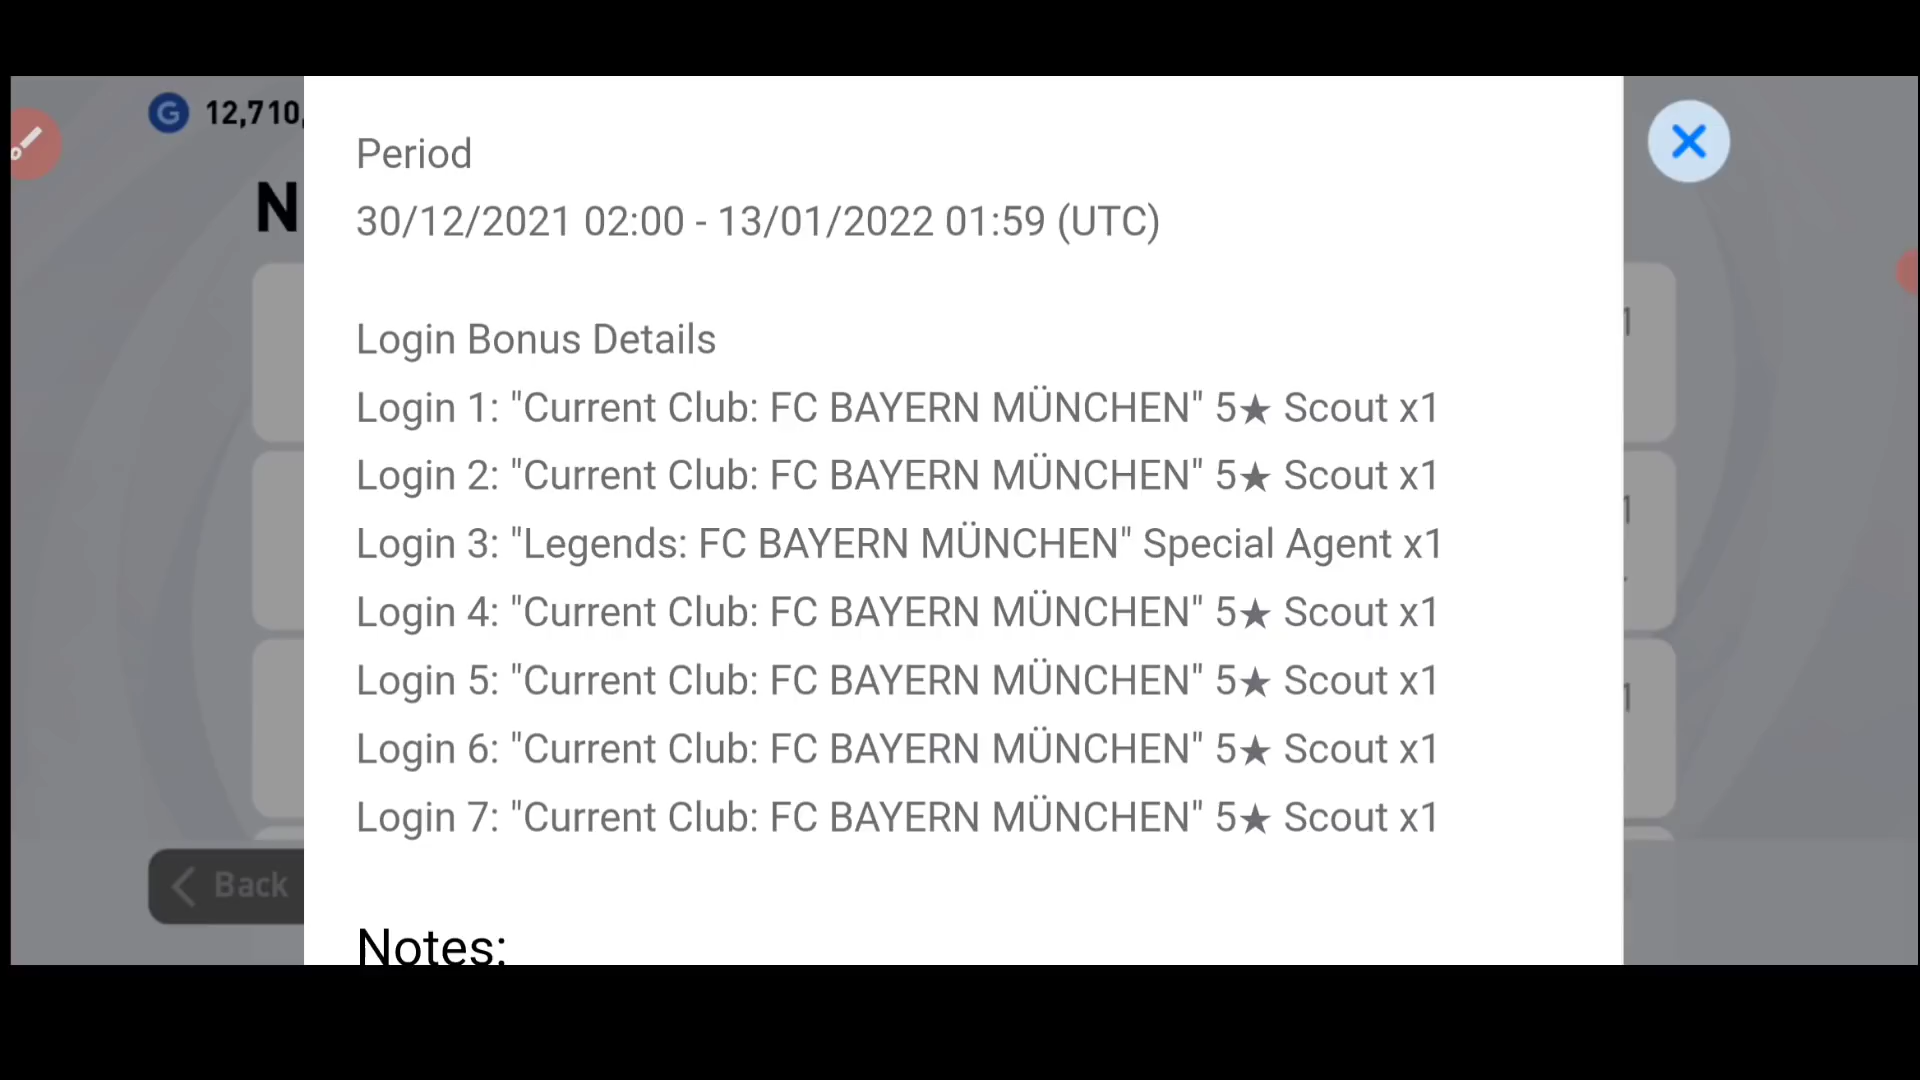 G 12,710,
N
Period
30/12/2021 02:00 - 13/01/2022 01:59 (UTC)
Login Bonus Details
Login 1: "Current Club: FC BAYERN MÜNCHEN" 5★ Scout x1
Login 2: "Current Club: FC BAYERN MÜNCHEN" 5★ Scout x1
Login 3: "Legends: FC BAYERN MÜNCHEN" Special Agent x1
Login 4: "Current Club: FC BAYERN MÜNCHEN" 5★ Scout x1
Login 5: "Current Club: FC BAYERN MÜNCHEN" 5★ Scout x1
Login 6: "Current Club: FC BAYERN MÜNCHEN" 5★ Scout x1
Login 7: "Current Club: FC BAYERN MÜNCHEN" 5★ Scout x1
Back
Notes: